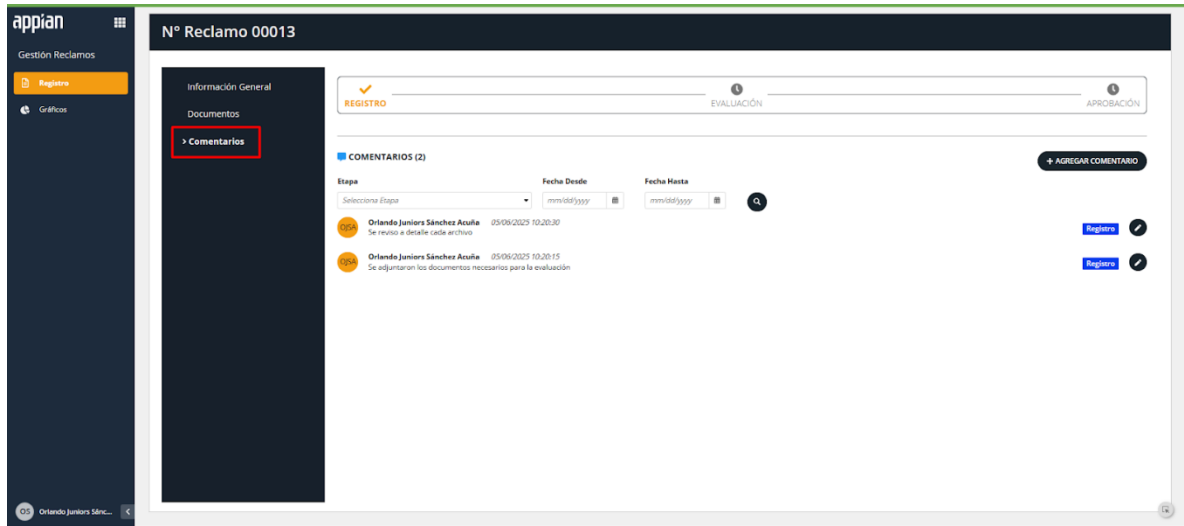 appian
Gestión Reclamos
Registro
Gráficos
OS Orlando Juniors Sánc...
N° Reclamo 00013
Información General
Documentos
> Comentarios
REGISTRO
EVALUACIÓN
APROBACIÓN
COMENTARIOS (2)
+ AGREGAR COMENTARIO
Etapa Fecha Desde Fecha Hasta
Selecciona Etapa mm/dd/yyyy mm/dd/yyyy
OJSA Orlando Juniors Sánchez Acuña 05/06/2025 10:20:30
Se reviso a detalle cada archivo
Registro
OJSA Orlando Juniors Sánchez Acuña 05/06/2025 10:20:15
Se adjuntaron los documentos necesarios para la evaluación
Registro